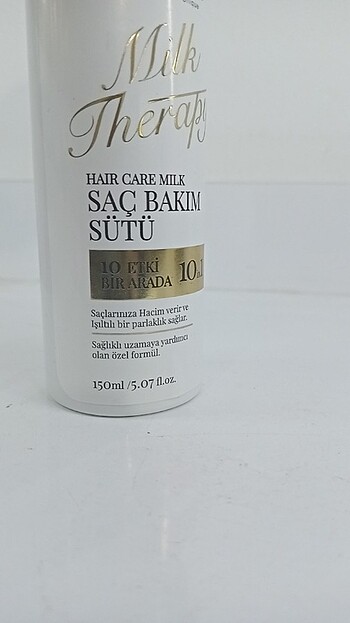 Milk
Therapy
HAIR CARE MILK
SAÇ BAKIM
SÜTÜ
10 ETKİ
BİR ARADA
10
Saçlarınıza Hacim verir ve
Işıltılı bir parlaklık sağlar.
Sağlıklı uzamaya yardımcı
olan özel formül.
150ml /5.07 fl.oz.